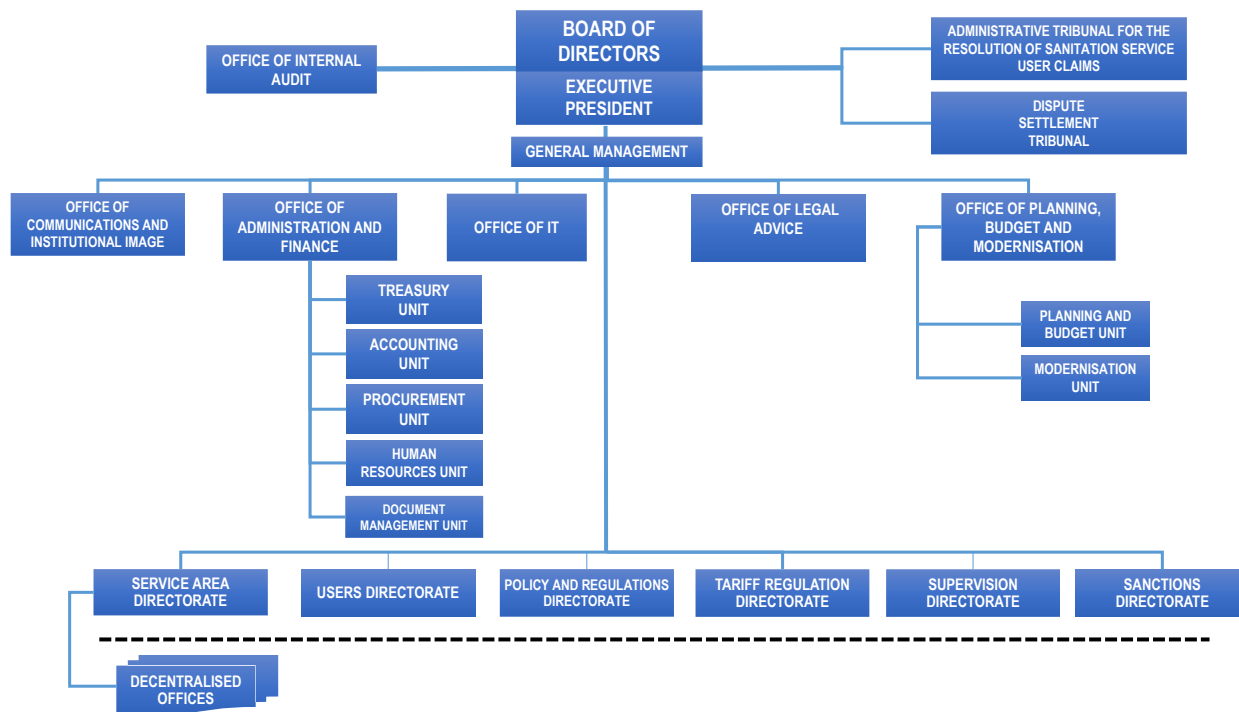 BOARD OF
DIRECTORS
EXECUTIVE
PRESIDENT
OFFICE OF INTERNAL
AUDIT
ADMINISTRATIVE TRIBUNAL FOR THE
RESOLUTION OF SANITATION SERVICE
USER CLAIMS
DISPUTE
SETTLEMENT
TRIBUNAL
GENERAL MANAGEMENT
OFFICE OF
COMMUNICATIONS AND
INSTITUTIONAL IMAGE
OFFICE OF
ADMINISTRATION AND
FINANCE
OFFICE OF IT
OFFICE OF LEGAL
ADVICE
OFFICE OF PLANNING,
BUDGET AND
MODERNISATION
TREASURY
UNIT
ACCOUNTING
UNIT
PROCUREMENT
UNIT
HUMAN
RESOURCES UNIT
DOCUMENT
MANAGEMENT UNIT
PLANNING AND
BUDGET UNIT
MODERNISATION
UNIT
SERVICE AREA
DIRECTORATE
USERS DIRECTORATE
POLICY AND REGULATIONS
DIRECTORATE
TARIFF REGULATION
DIRECTORATE
SUPERVISION
DIRECTORATE
SANCTIONS
DIRECTORATE
DECENTRALISED
OFFICES